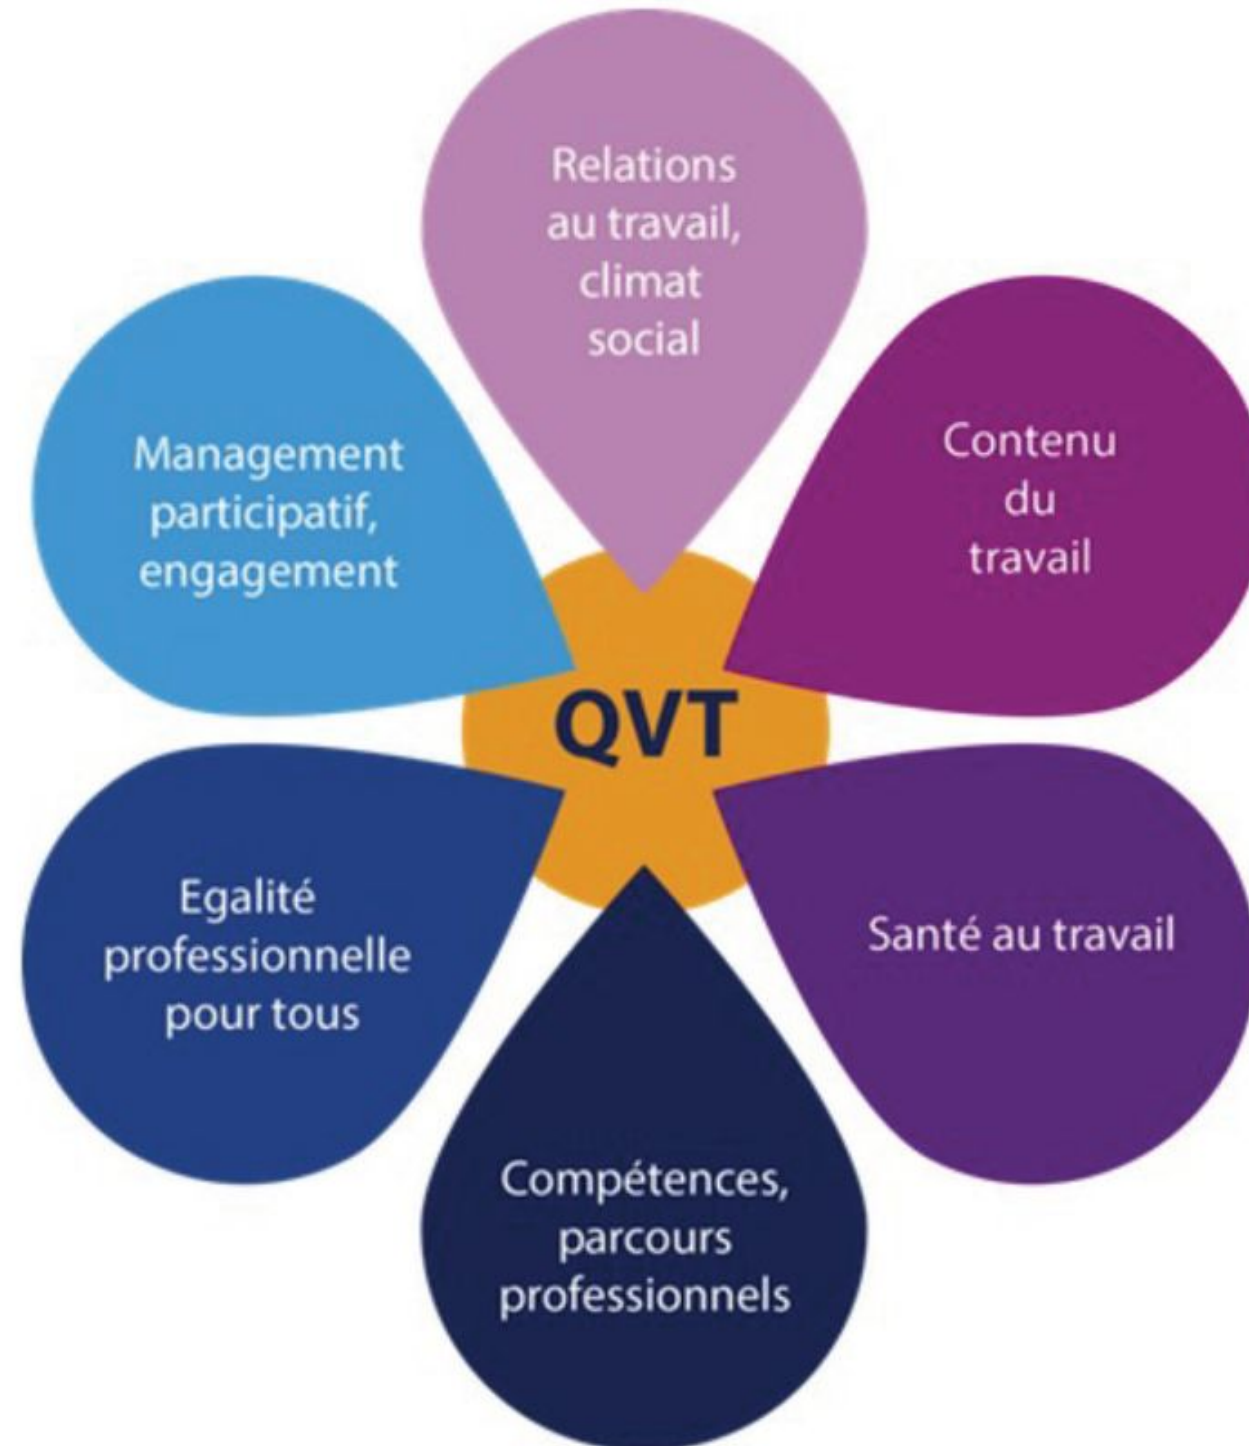 Relations
au travail,
climat
social
Contenu
du
travail
Santé au travail
Compétences,
parcours
professionnels
Egalité
professionnelle
pour tous
Management
participatif,
engagement
QVT